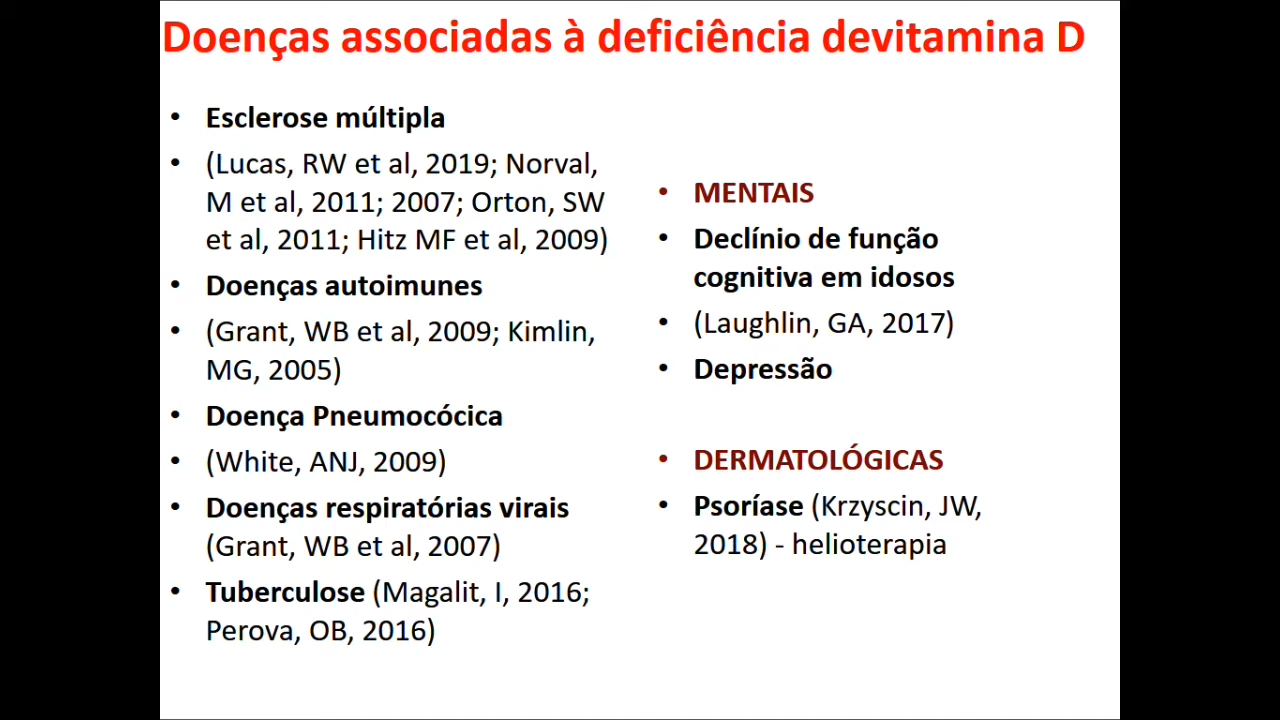 Doenças associadas à deficiência devitamina D
• Esclerose múltipla
• (Lucas, RW et al, 2019; Norval,
M et al, 2011; 2007; Orton, SW
et al, 2011; Hitz MF et al, 2009)
• Doenças autoimunes
• (Grant, WB et al, 2009; Kimlin,
MG, 2005)
• Doença Pneumocócica
• (White, ANJ, 2009)
• Doenças respiratórias virais
(Grant, WB et al, 2007)
• Tuberculose (Magalit, I, 2016;
Perova, OB, 2016)
• MENTAIS
• Declínio de função
cognitiva em idosos
• (Laughlin, GA, 2017)
• Depressão
• DERMATOLÓGICAS
• Psoríase (Krzyscin, JW,
2018) - helioterapia